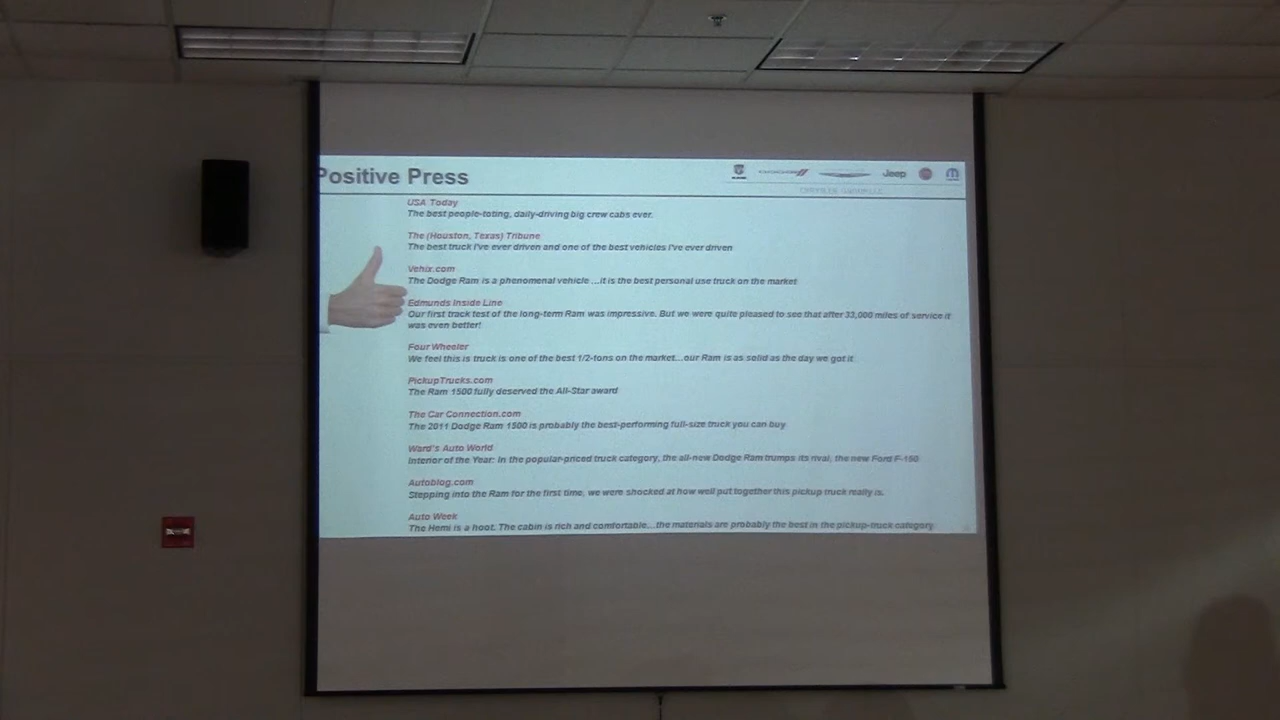 Positive Press
Jeep
CHRYSLER GROUP LLC
USA Today
The best people-toting, daily-driving big crew cabs ever.
The (Houston, Texas) Tribune
The best truck I've ever driven and one of the best vehicles I've ever driven
Vehix.com
The Dodge Ram is a phenomenal vehicle ...it is the best personal use truck on the market
Edmunds Inside Line
Our first track test of the long-term Ram was impressive. But we were quite pleased to see that after 33,000 miles of service it
was even better!
Four Wheeler
We feel this is truck is one of the best 1/2-tons on the market...our Ram is as solid as the day we got it
PickupTrucks.com
The Ram 1500 fully deserved the All-Star award
The Car Connection.com
The 2011 Dodge Ram 1500 is probably the best-performing full-size truck you can buy
Ward's Auto World
Interior of the Year: In the popular-priced truck category, the all-new Dodge Ram trumps its rival, the new Ford F-150
Autoblog.com
Stepping into the Ram for the first time, we were shocked at how well put together this pickup truck really is.
Auto Week
The Hemi is a hoot. The cabin is rich and comfortable...the materials are probably the best in the pickup-truck category